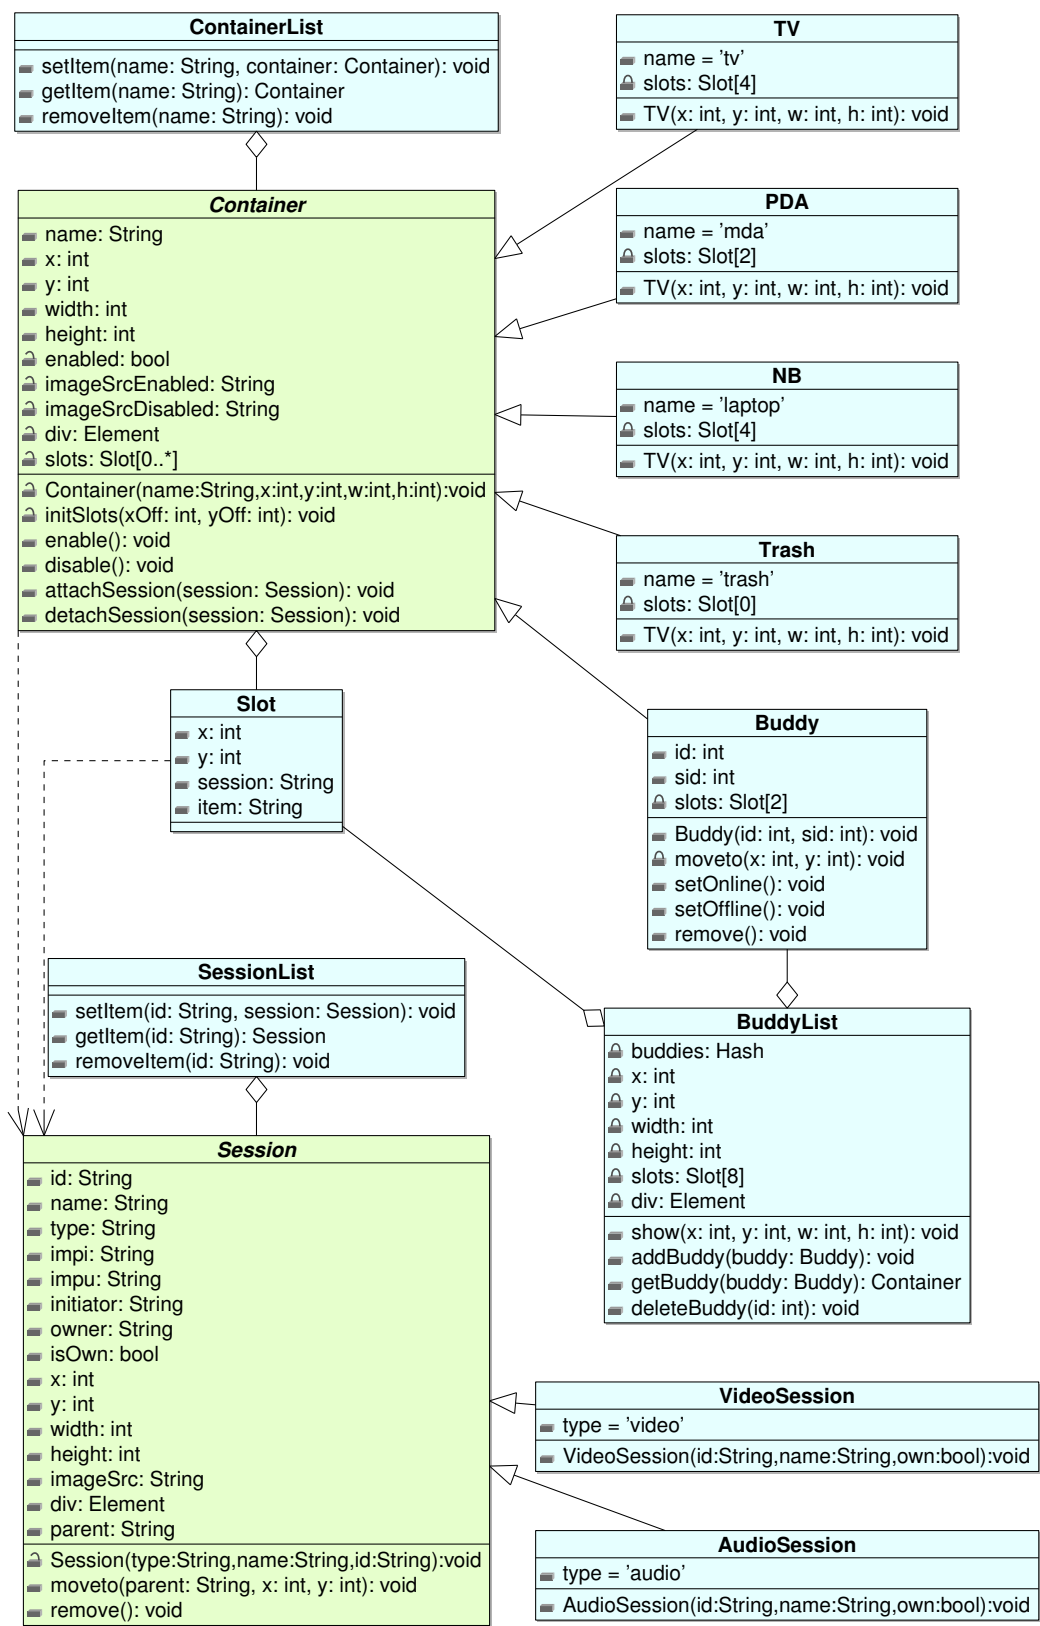 ContainerList
setItem(name: String, container: Container): void
getItem(name: String): Container
removeItem(name: String): void
Container
name: String
x: int
y: int
width: int
height: int
enabled: bool
imageSrcEnabled: String
imageSrcDisabled: String
div: Element
slots: Slot[0..*]
Container(name:String,x:int,y:int,w:int,h:int):void
initSlots(xOff: int, yOff: int): void
enable(): void
disable(): void
attachSession(session: Session): void
detachSession(session: Session): void
TV
name = 'tv'
slots: Slot[4]
TV(x: int, y: int, w: int, h: int): void
PDA
name = 'mda'
slots: Slot[2]
TV(x: int, y: int, w: int, h: int): void
NB
name = 'laptop'
slots: Slot[4]
TV(x: int, y: int, w: int, h: int): void
Trash
name = 'trash'
slots: Slot[0]
TV(x: int, y: int, w: int, h: int): void
Slot
x: int
y: int
session: String
item: String
Buddy
id: int
sid: int
slots: Slot[2]
Buddy(id: int, sid: int): void
moveto(x: int, y: int): void
setOnline(): void
setOffline(): void
remove(): void
SessionList
setItem(id: String, session: Session): void
getItem(id: String): Session
removeItem(id: String): void
BuddyList
buddies: Hash
x: int
y: int
width: int
height: int
slots: Slot[8]
div: Element
show(x: int, y: int, w: int, h: int): void
addBuddy(buddy: Buddy): void
getBuddy(buddy: Buddy): Container
deleteBuddy(id: int): void
Session
id: String
name: String
type: String
impi: String
impu: String
initiator: String
owner: String
isOwn: bool
x: int
y: int
width: int
height: int
imageSrc: String
div: Element
parent: String
Session(type:String,name:String,id:String):void
moveto(parent: String, x: int, y: int): void
remove(): void
VideoSession
type = 'video'
VideoSession(id:String,name:String,own:bool):void
AudioSession
type = 'audio'
AudioSession(id:String,name:String,own:bool):void